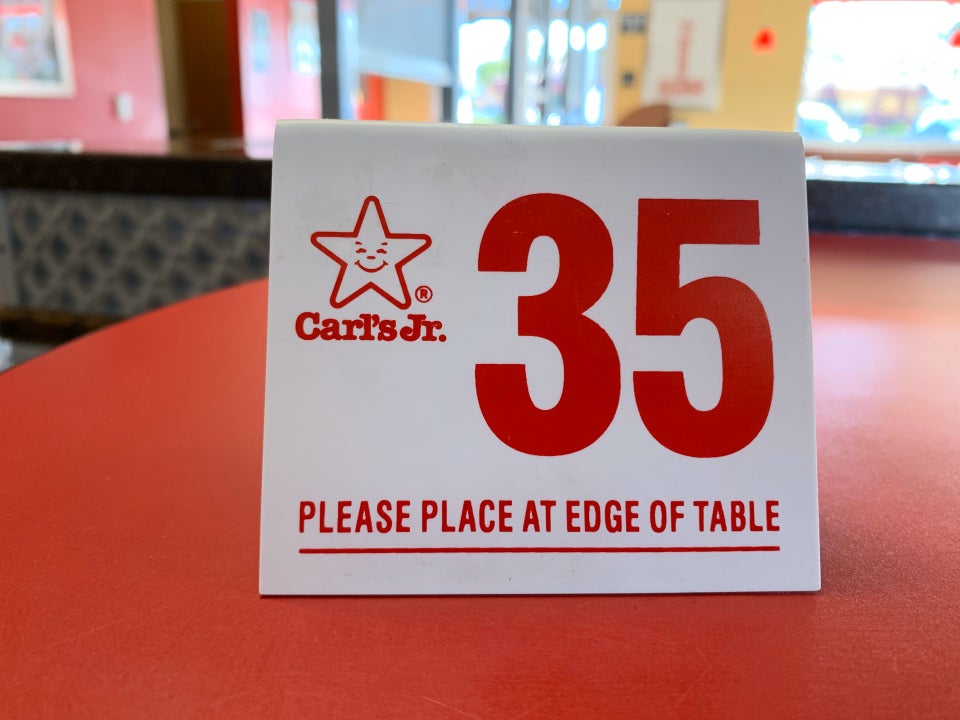 35
®
Carl's Jr.
PLEASE PLACE AT EDGE OF TABLE